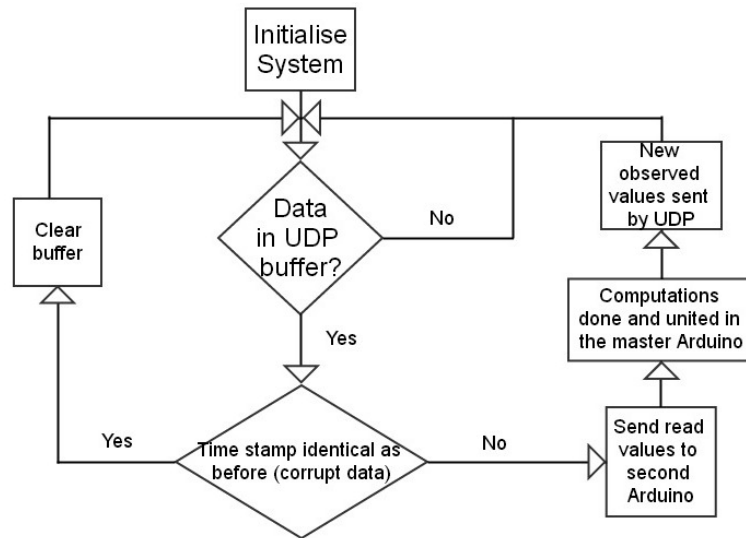 Initialise
System
Data
in UDP
buffer?
No
Yes
Time stamp identical as
before (corrupt data)
Yes
Clear
buffer
No
Send read
values to
second
Arduino
Computations
done and united in
the master Arduino
New
observed
values sent
by UDP